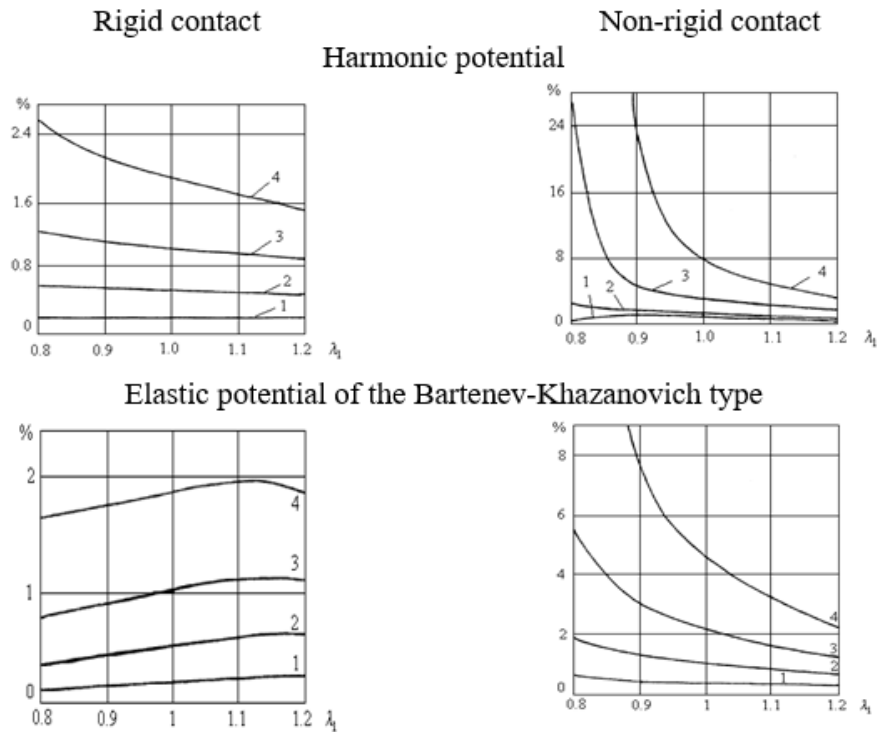 Rigid contact Non-rigid contact
Harmonic potential
% %
2.4 24
1.6 16
0.8 8
0 0
4
3
2
1
1 2 3 4
0.8 0.9 1.0 1.1 1.2 λ₁
0.8 0.9 1.0 1.1 1.2 λ₁
Elastic potential of the Bartenev-Khazanovich type
% %
2 8
1 6
0 4
2
0
4
3
2
1
4
3
2
1
0.8 0.9 1 1.1 1.2 λ₁
0.8 0.9 1 1.1 1.2 λ₁